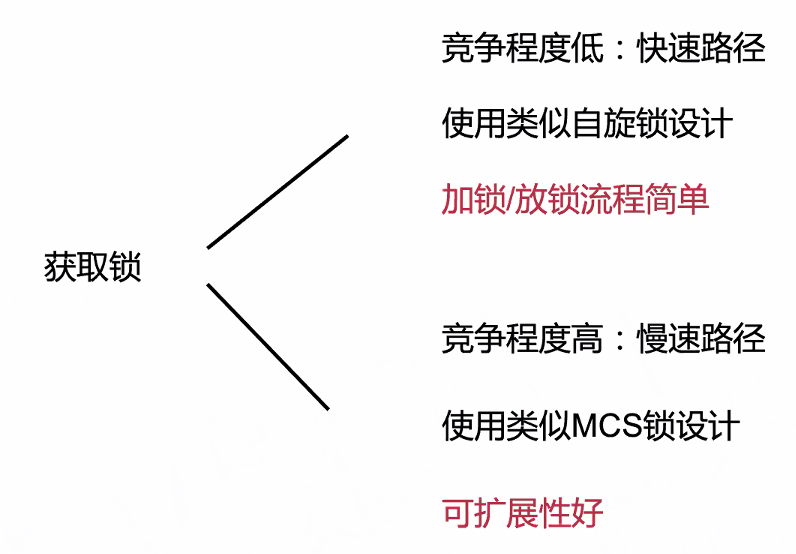 竞争程度低：快速路径
使用类似自旋锁设计
加锁/放锁流程简单
获取锁
竞争程度高：慢速路径
使用类似MCS锁设计
可扩展性好